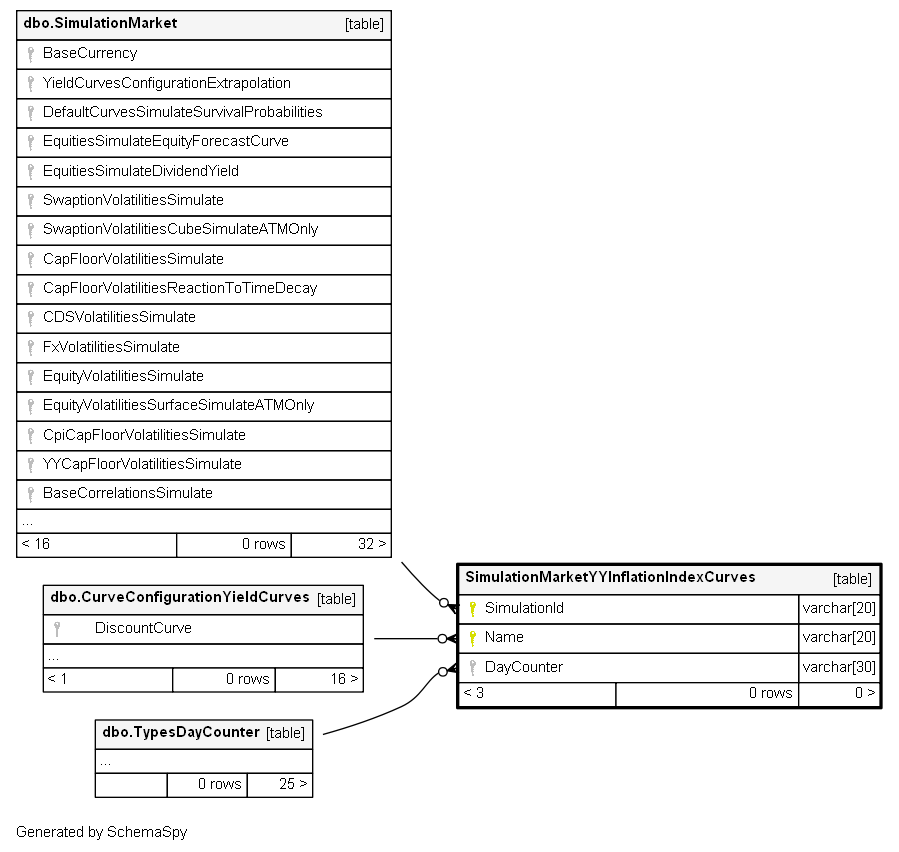 dbo.SimulationMarket [table]
BaseCurrency
YieldCurvesConfigurationExtrapolation
DefaultCurvesSimulateSurvivalProbabilities
EquitiesSimulateEquityForecastCurve
EquitiesSimulateDividendYield
SwaptionVolatilitiesSimulate
SwaptionVolatilitiesCubeSimulateATMOnly
CapFloorVolatilitiesSimulate
CapFloorVolatilitiesReactionToTimeDecay
CDSVolatilitiesSimulate
FxVolatilitiesSimulate
EquityVolatilitiesSimulate
EquityVolatilitiesSurfaceSimulateATMOnly
CpiCapFloorVolatilitiesSimulate
YYCapFloorVolatilitiesSimulate
BaseCorrelationsSimulate
...
< 16 0 rows 32 >
dbo.CurveConfigurationYieldCurves [table]
DiscountCurve
...
< 1 0 rows 16 >
dbo.TypesDayCounter [table]
...
0 rows 25 >
SimulationMarketYYInflationIndexCurves [table]
SimulationId varchar[20]
Name varchar[20]
DayCounter varchar[30]
< 3 0 rows 0 >
Generated by SchemaSpy